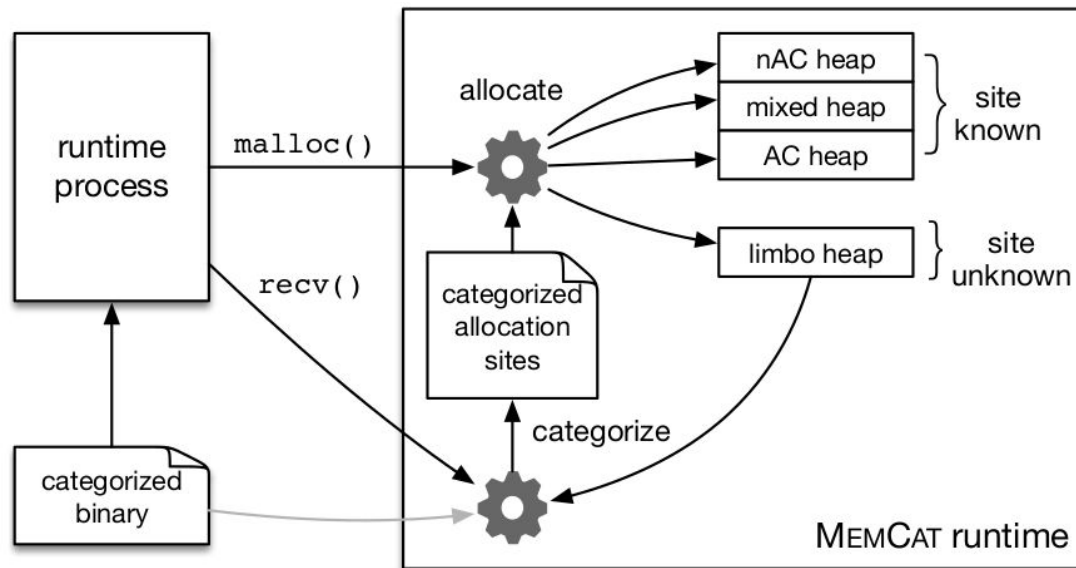 runtime
process
malloc()
recv()
categorized
binary
allocate
nAC heap
mixed heap
AC heap
site
known
limbo heap
site
unknown
categorized
allocation
sites
categorize
MEMCAT runtime